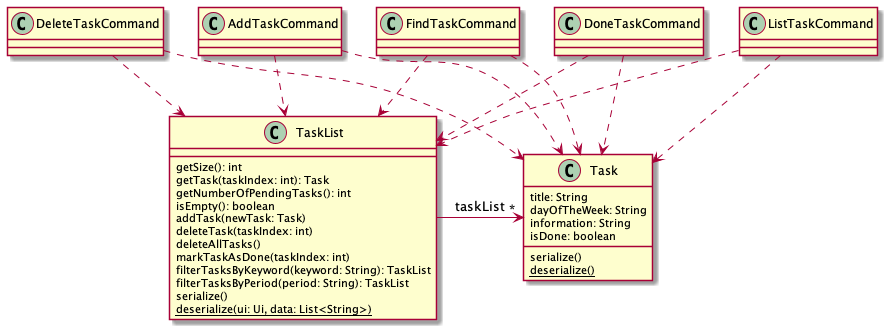 C DeleteTaskCommand
C AddTaskCommand
C FindTaskCommand
C DoneTaskCommand
C ListTaskCommand
C TaskList
getSize(): int
getTask(taskIndex: int): Task
getNumberOfPendingTasks(): int
isEmpty(): boolean
addTask(newTask: Task)
deleteTask(taskIndex: int)
deleteAllTasks()
markTaskAsDone(taskIndex: int)
filterTasksByKeyword(keyword: String): TaskList
filterTasksByPeriod(period: String): TaskList
serialize()
deserialize(ui: Ui, data: List<String>)
taskList *
C Task
title: String
dayOfTheWeek: String
information: String
isDone: boolean
serialize()
deserialize()